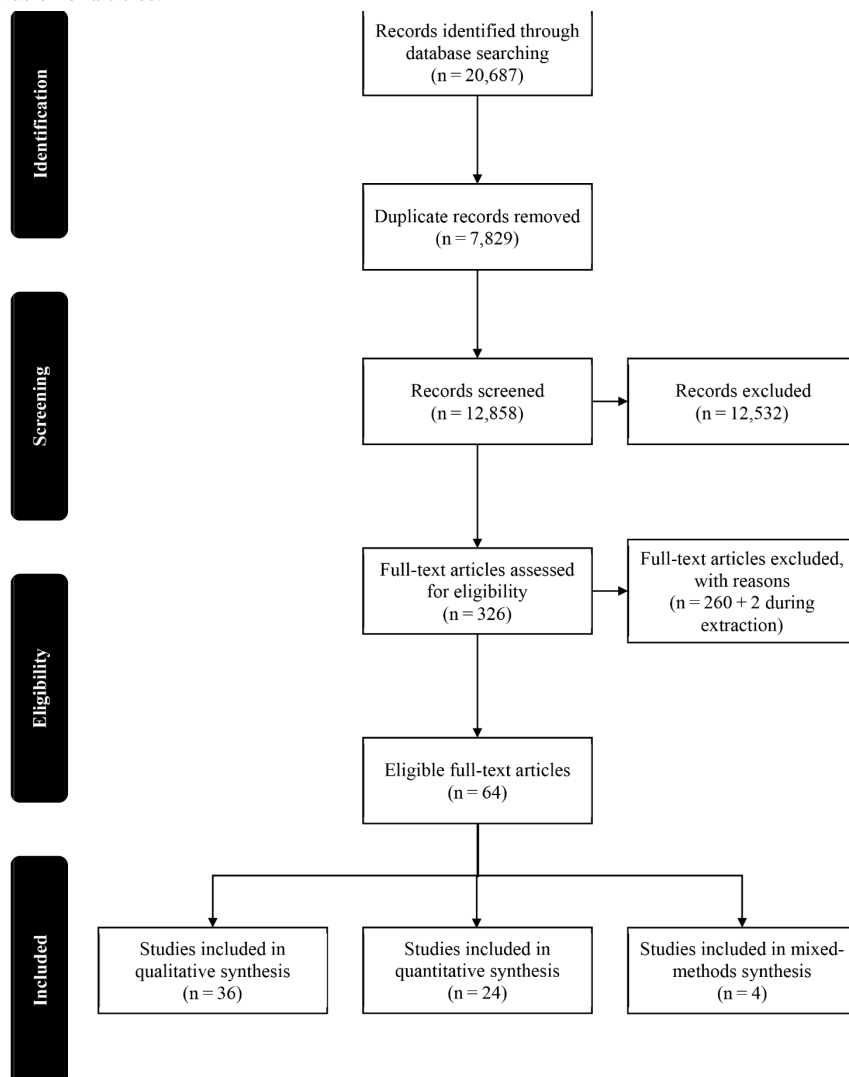 Identification
Records identified through
database searching
(n = 20,687)
Duplicate records removed
(n = 7,829)
Screening
Records screened
(n = 12,858)
Records excluded
(n = 12,532)
Eligibility
Full-text articles assessed
for eligibility
(n = 326)
Full-text articles excluded,
with reasons
(n = 260 + 2 during
extraction)
Eligible full-text articles
(n = 64)
Included
Studies included in
qualitative synthesis
(n = 36)
Studies included in
quantitative synthesis
(n = 24)
Studies included in mixed-
methods synthesis
(n = 4)